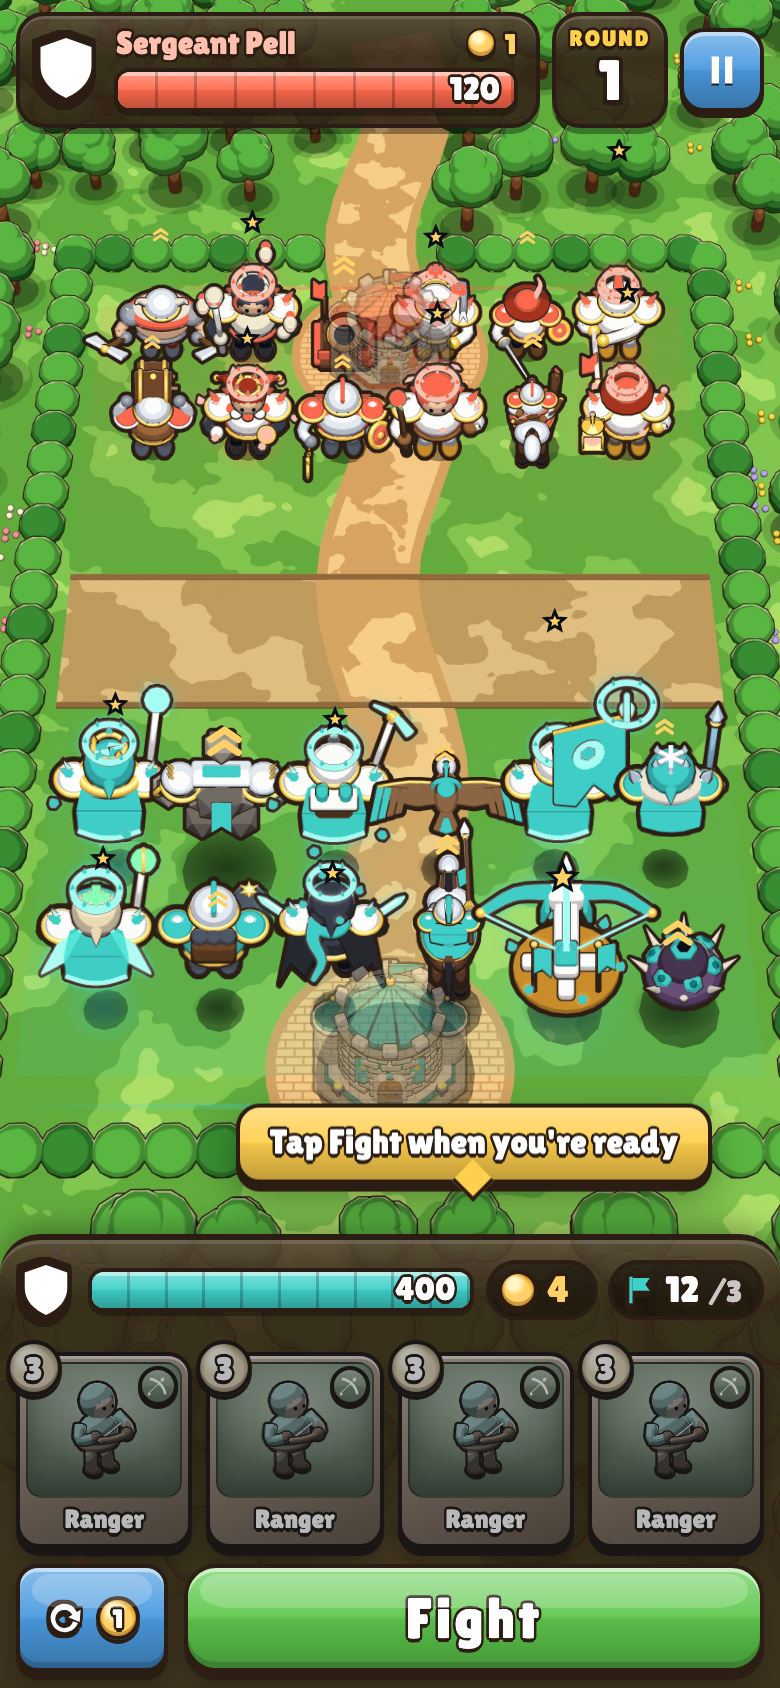 Sergeant Pell
1
120
ROUND
1
Tap Fight when you're ready
400
4
12 /3
3
3
3
3
Ranger
Ranger
Ranger
Ranger
1
Fight